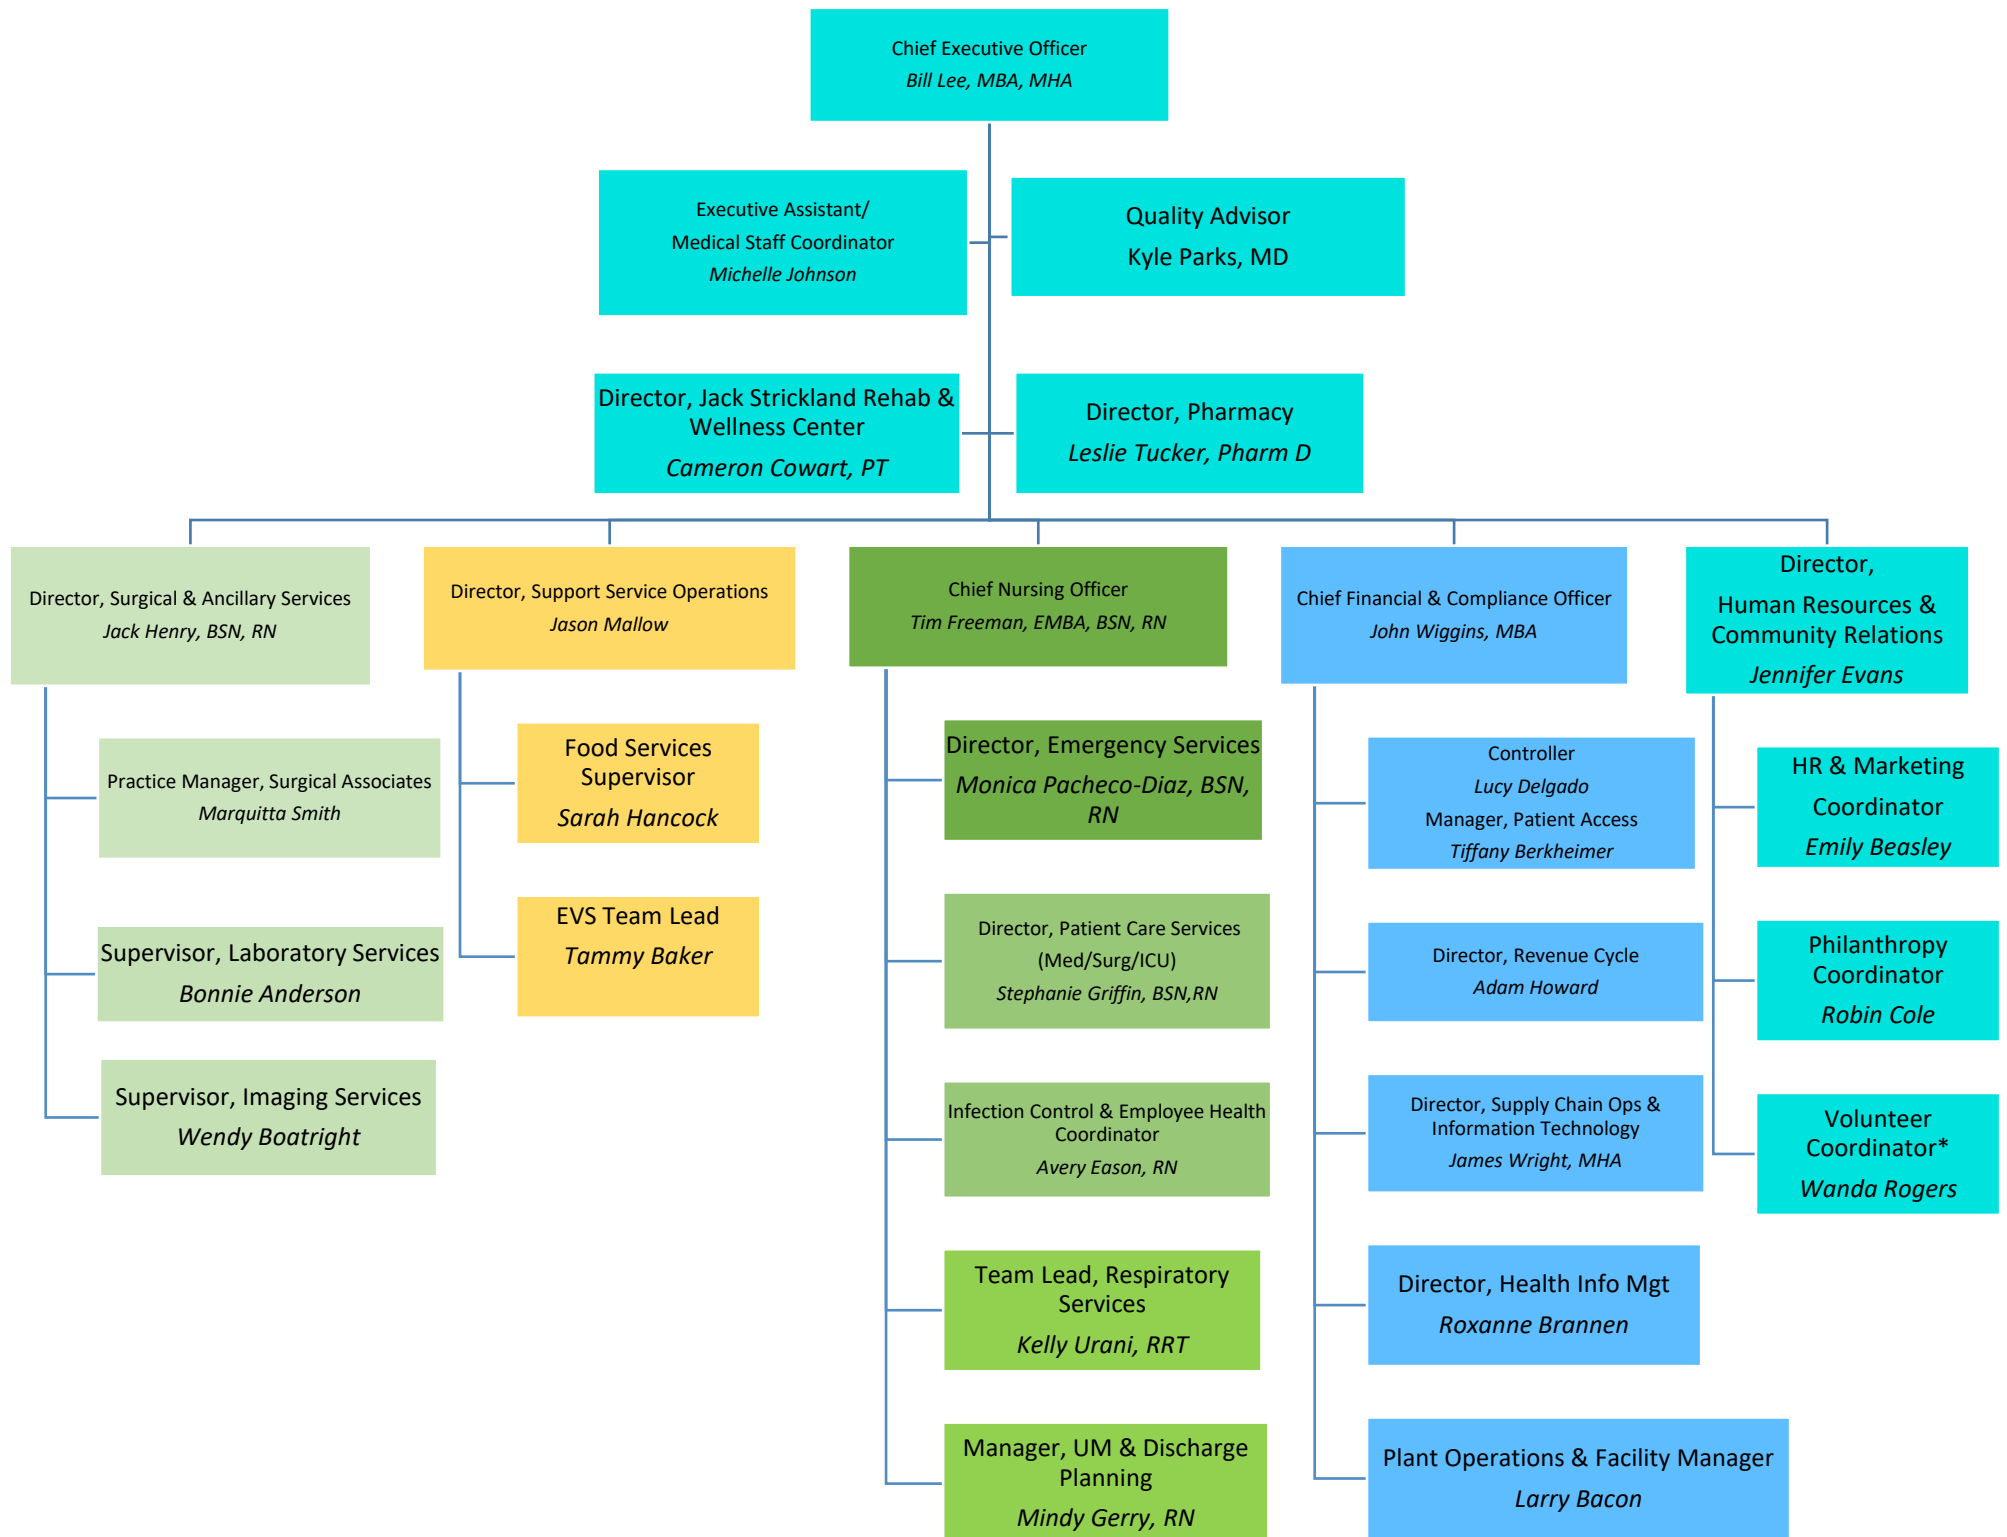 Chief Executive Officer
Bill Lee, MBA, MHA
Executive Assistant/
Medical Staff Coordinator
Michelle Johnson
Quality Advisor
Kyle Parks, MD
Director, Jack Strickland Rehab &
Wellness Center
Cameron Cowart, PT
Director, Pharmacy
Leslie Tucker, Pharm D
Director, Surgical & Ancillary Services
Jack Henry, BSN, RN
Practice Manager, Surgical Associates
Marquitta Smith
Supervisor, Laboratory Services
Bonnie Anderson
Supervisor, Imaging Services
Wendy Boatright
Director, Support Service Operations
Jason Mallow
Food Services
Supervisor
Sarah Hancock
EVS Team Lead
Tammy Baker
Chief Nursing Officer
Tim Freeman, EMBA, BSN, RN
Director, Emergency Services
Monica Pacheco-Diaz, BSN,
RN
Director, Patient Care Services
(Med/Surg/ICU)
Stephanie Griffin, BSN,RN
Infection Control & Employee Health
Coordinator
Avery Eason, RN
Team Lead, Respiratory
Services
Kelly Urani, RRT
Manager, UM & Discharge
Planning
Mindy Gerry, RN
Chief Financial & Compliance Officer
John Wiggins, MBA
Controller
Lucy Delgado
Manager, Patient Access
Tiffany Berkheimer
Director, Revenue Cycle
Adam Howard
Director, Supply Chain Ops &
Information Technology
James Wright, MHA
Director, Health Info Mgt
Roxanne Brannen
Plant Operations & Facility Manager
Larry Bacon
Director,
Human Resources &
Community Relations
Jennifer Evans
HR & Marketing
Coordinator
Emily Beasley
Philanthropy
Coordinator
Robin Cole
Volunteer
Coordinator*
Wanda Rogers